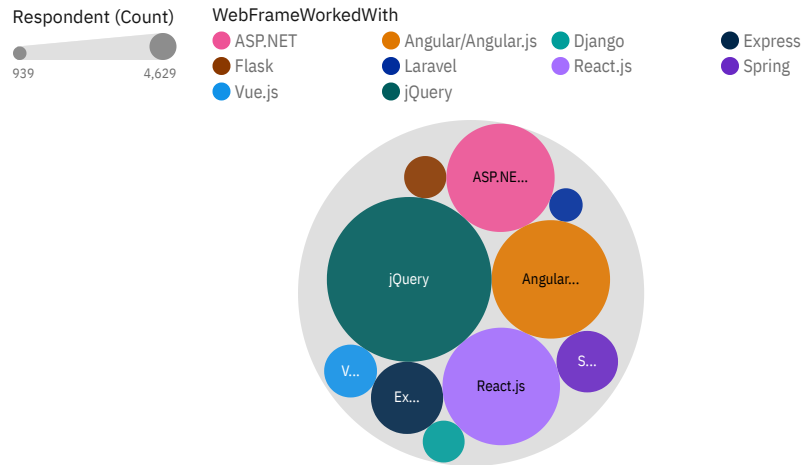 Respondent (Count)
939
4,629
WebFrameWorkedWith
ASP.NET
Angular/Angular.js
Django
Express
Flask
Laravel
React.js
Spring
Vue.js
jQuery
ASP.NE...
jQuery
Angular...
V...
S...
React.js
Ex...